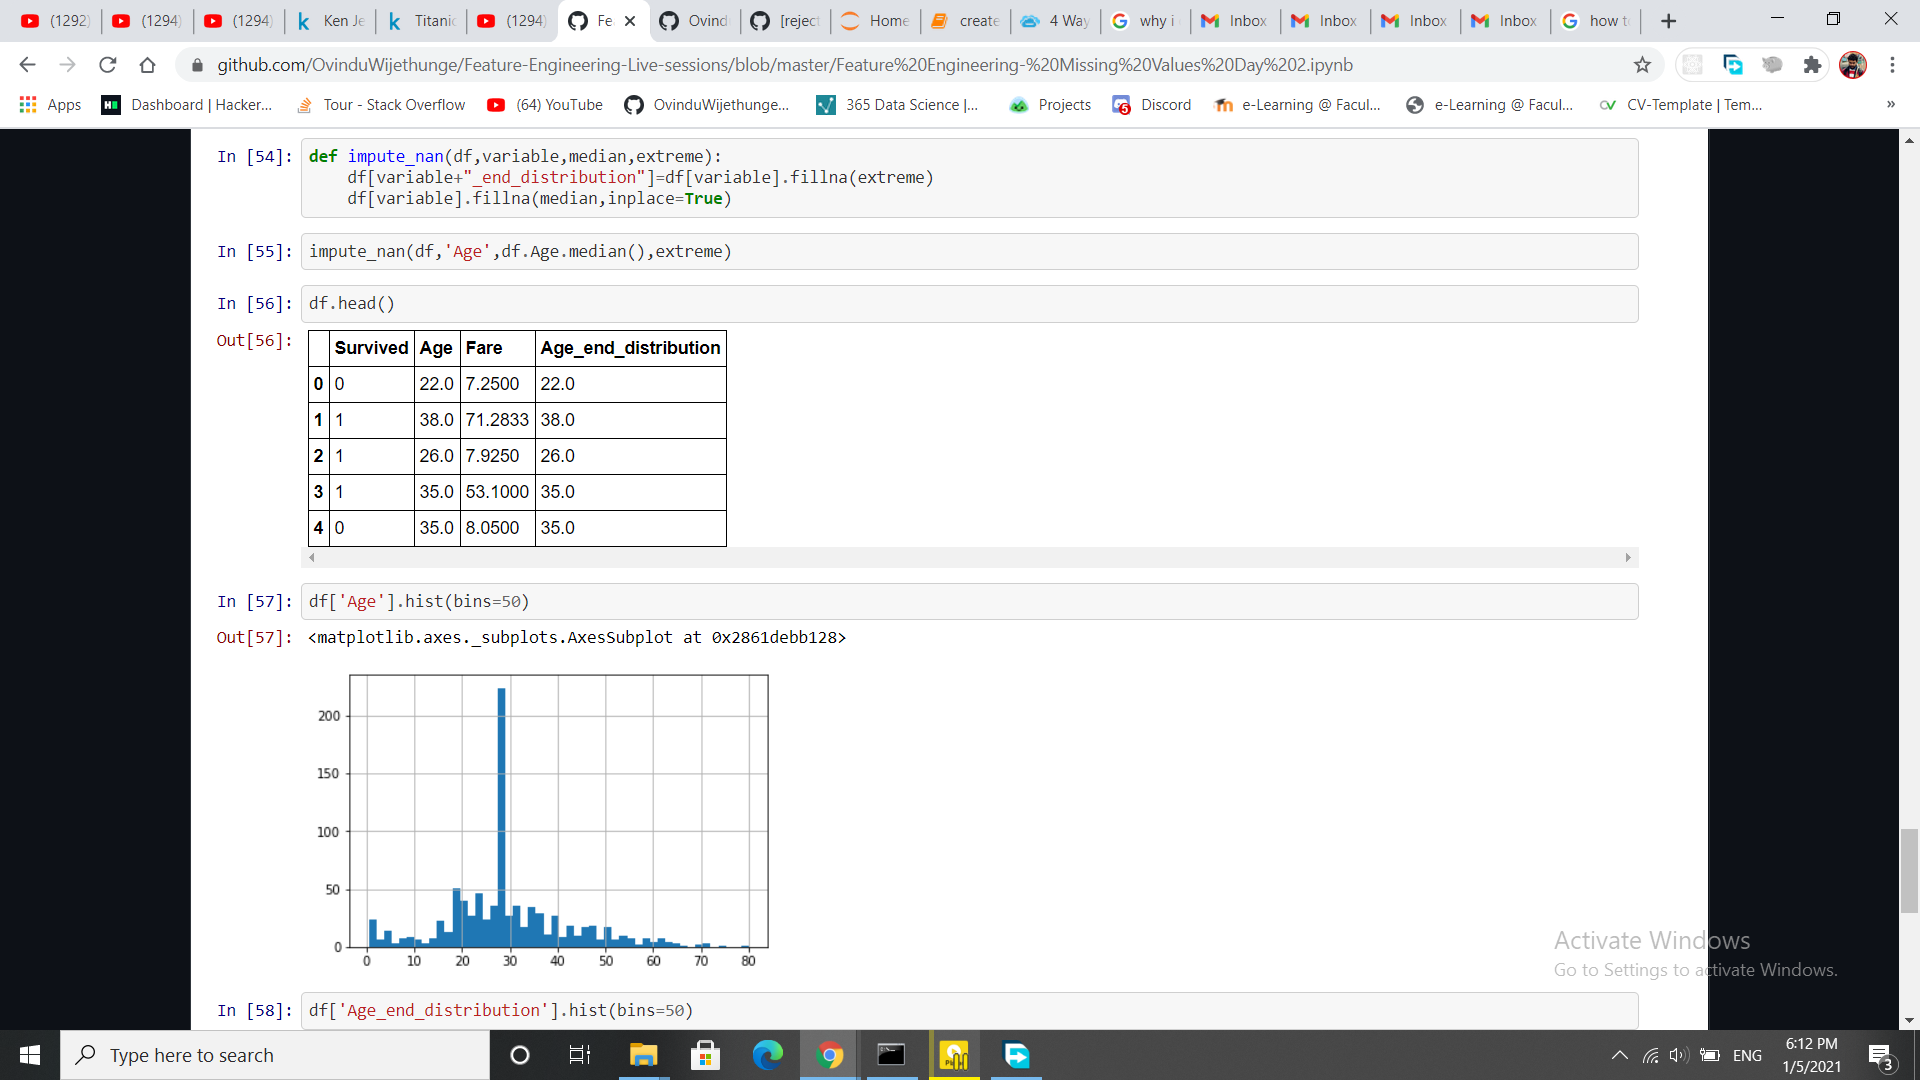 (1292)
(1294)
(1294)
Ken Je
Titanic
(1294)
Fe
Ovind
[reject
Home
create
4 Way
why i
Inbox
Inbox
Inbox
Inbox
how t
github.com/OvinduWijethunge/Feature-Engineering-Live-sessions/blob/master/Feature%20Engineering-%20Missing%20Values%20Day%202.ipynb
Apps
Dashboard | Hacker...
Tour - Stack Overflow
(64) YouTube
OvinduWijethunge...
365 Data Science |...
Projects
Discord
e-Learning @ Facul...
e-Learning @ Facul...
CV-Template | Tem...
»
In [54]: def impute_nan(df,variable,median,extreme):
df[variable+"_end_distribution"]=df[variable].fillna(extreme)
df[variable].fillna(median,inplace=True)
In [55]: impute_nan(df,'Age',df.Age.median(),extreme)
In [56]: df.head()
Out[56]:
Survived Age Fare Age_end_distribution
0 0 22.0 7.2500 22.0
1 1 38.0 71.2833 38.0
2 1 26.0 7.9250 26.0
3 1 35.0 53.1000 35.0
4 0 35.0 8.0500 35.0
In [57]: df['Age'].hist(bins=50)
Out[57]: <matplotlib.axes._subplots.AxesSubplot at 0x2861debb128>
200
150
100
50
0
0 10 20 30 40 50 60 70 80
Activate Windows
Go to Settings to activate Windows.
In [58]: df['Age_end_distribution'].hist(bins=50)
Type here to search
ENG
6:12 PM
1/5/2021
3